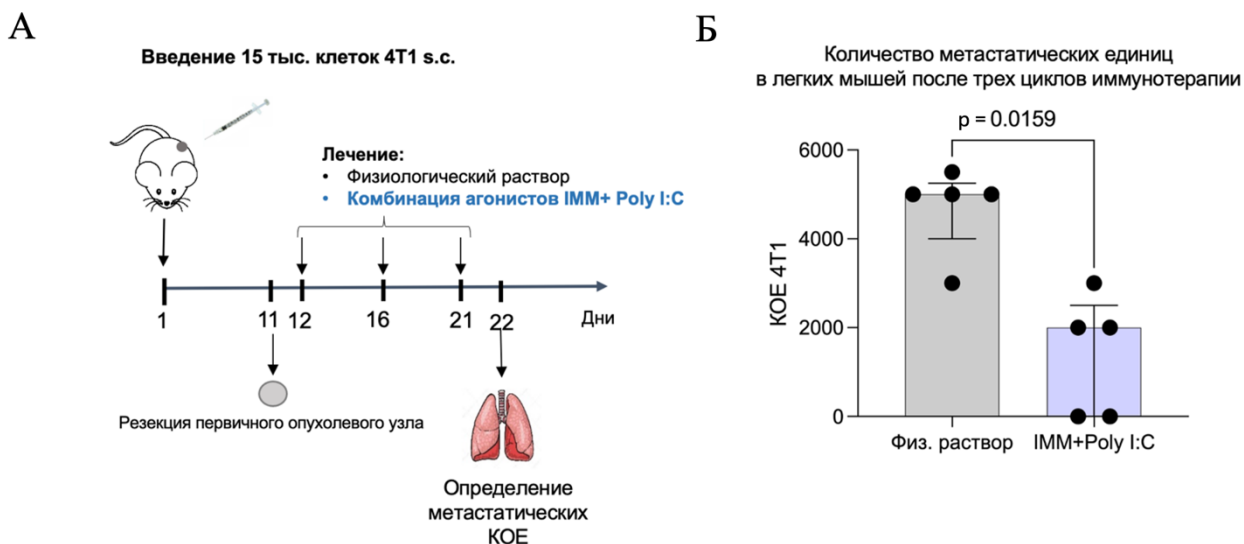 А
Введение 15 тыс. клеток 4T1 s.c.
Лечение:
• Физиологический раствор
• Комбинация агонистов IMM+ Poly I:C
1
11
12
16
21
22
Дни
Резекция первичного опухолевого узла
Определение
метастатических
КОЕ
Б
Количество метастатических единиц
в легких мышей после трех циклов иммунотерапии
p = 0.0159
КОЕ 4T1
6000
4000
2000
0
Физ. раствор
IMM+Poly I:C